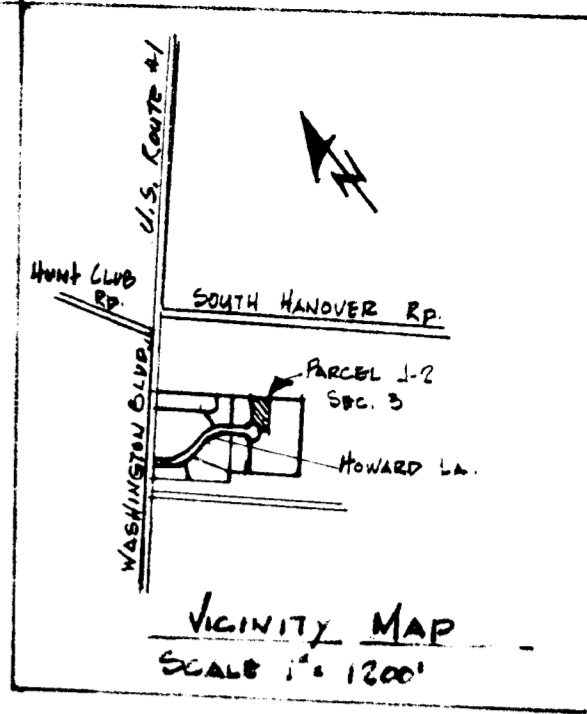 U.S. ROUTE #1
HUNT CLUB
RD.
SOUTH HANOVER RD.
PARCEL J-2
SEC. 3
HOWARD LA.
WASHINGTON BLVD.
N
VICINITY MAP
SCALE 1"= 1200'